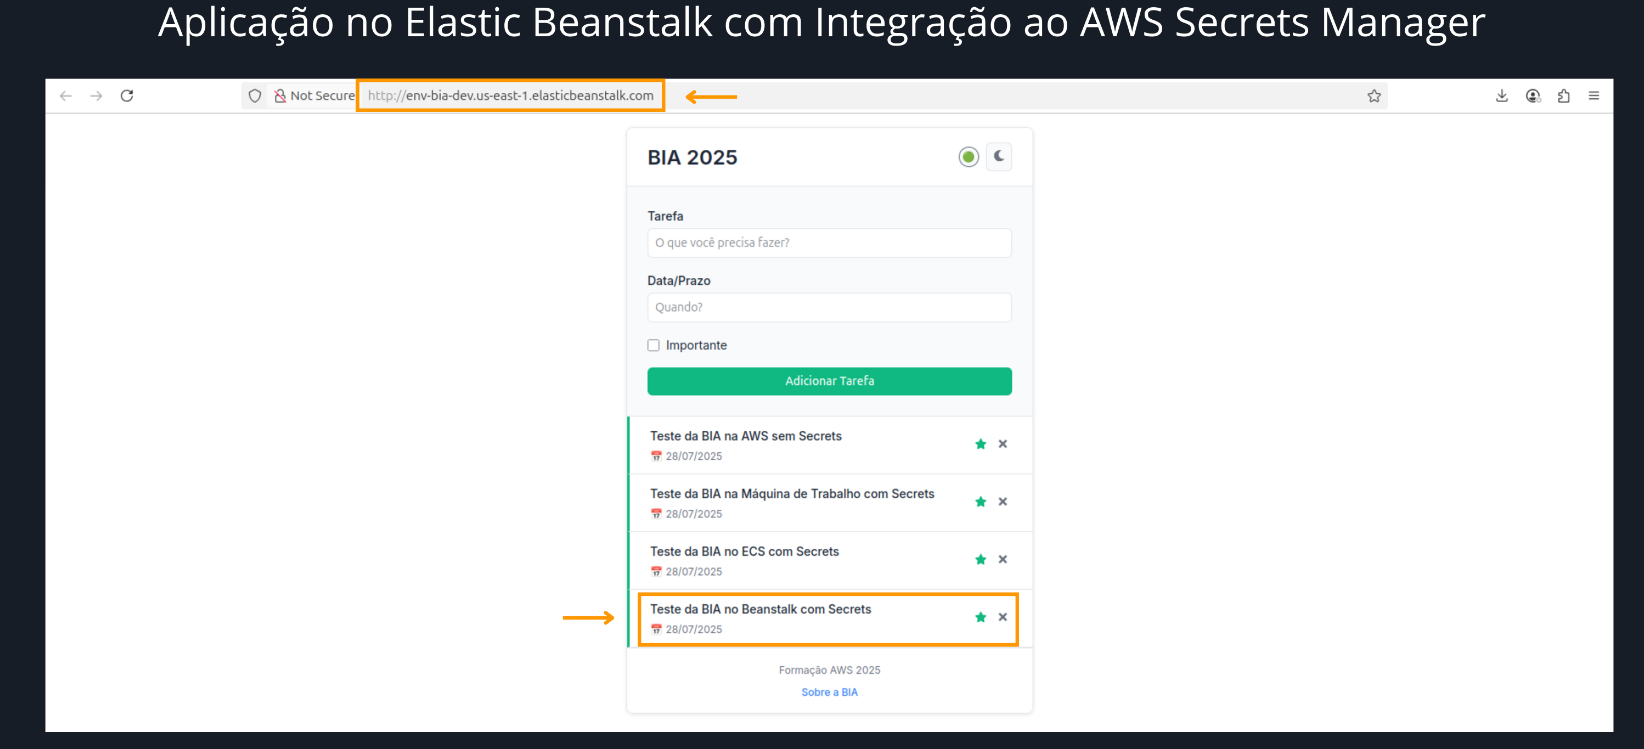 Aplicação no Elastic Beanstalk com Integração ao AWS Secrets Manager
Not Secure http://env-bia-dev.us-east-1.elasticbeanstalk.com
BIA 2025
Tarefa
O que você precisa fazer?
Data/Prazo
Quando?
Importante
Adicionar Tarefa
Teste da BIA na AWS sem Secrets
28/07/2025
Teste da BIA na Máquina de Trabalho com Secrets
28/07/2025
Teste da BIA no ECS com Secrets
28/07/2025
Teste da BIA no Beanstalk com Secrets
28/07/2025
Formação AWS 2025
Sobre a BIA